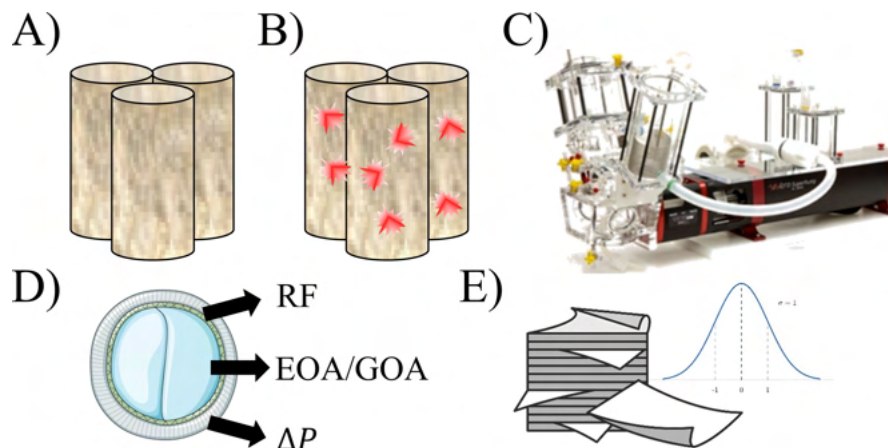 A)
B)
C)
D)
RF
EOA/GOA
ΔP
E)
σ = 1
-1
0
1